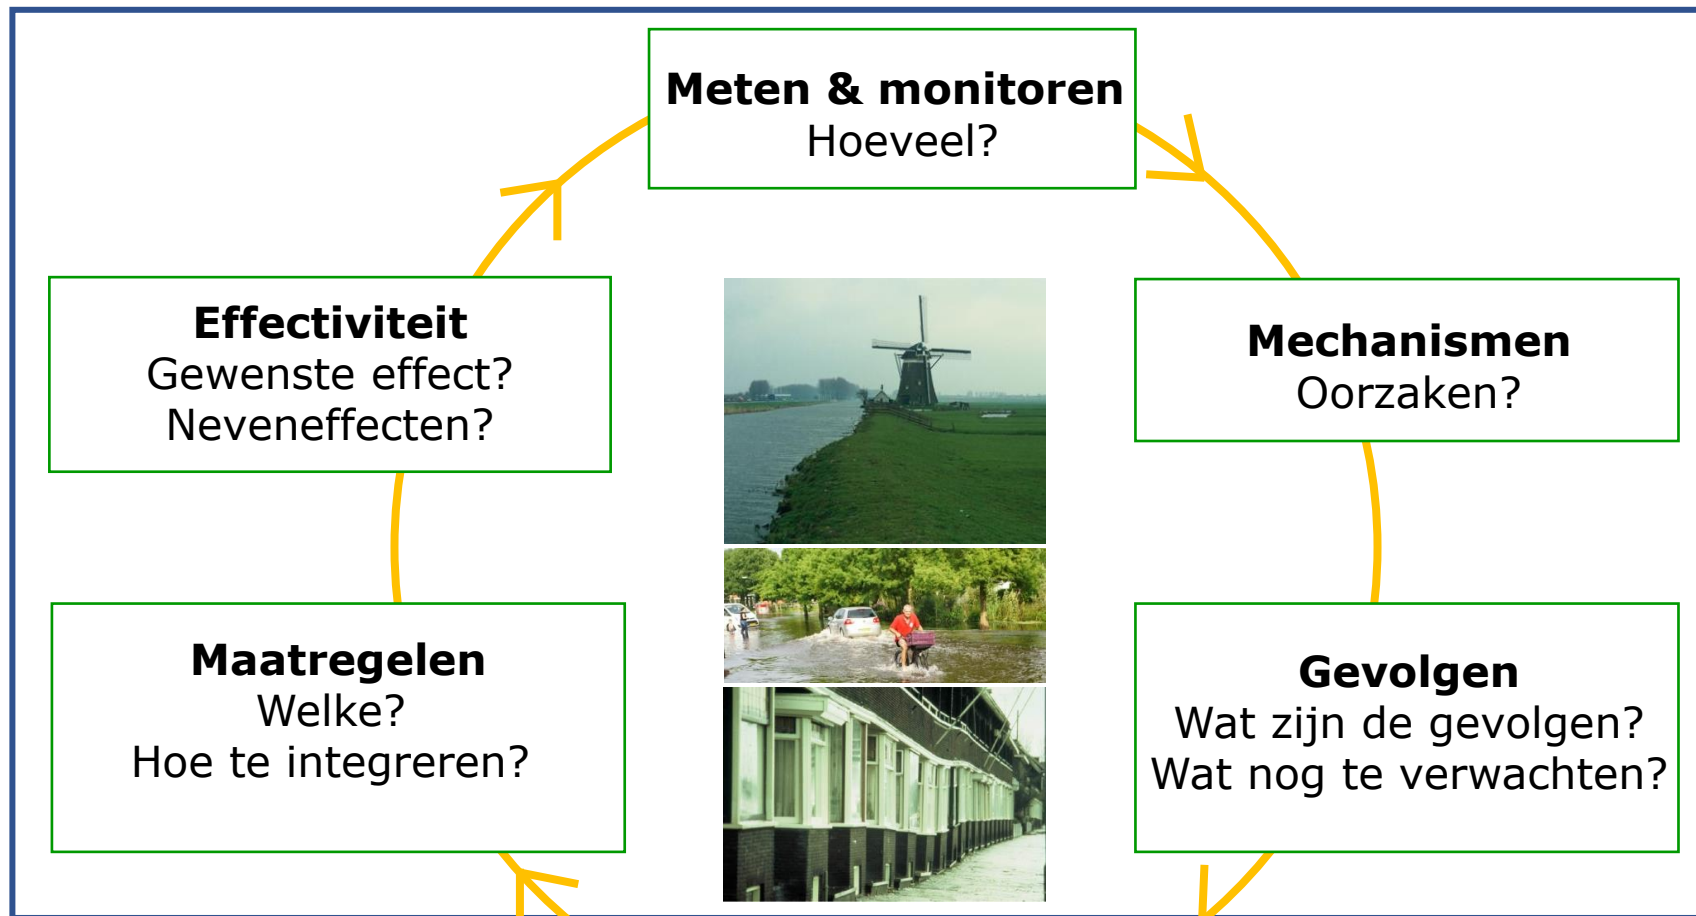 Meten & monitoren
Hoeveel?
Mechanismen
Oorzaken?
Gevolgen
Wat zijn de gevolgen?
Wat nog te verwachten?
Maatregelen
Welke?
Hoe te integreren?
Effectiviteit
Gewenste effect?
Neveneffecten?